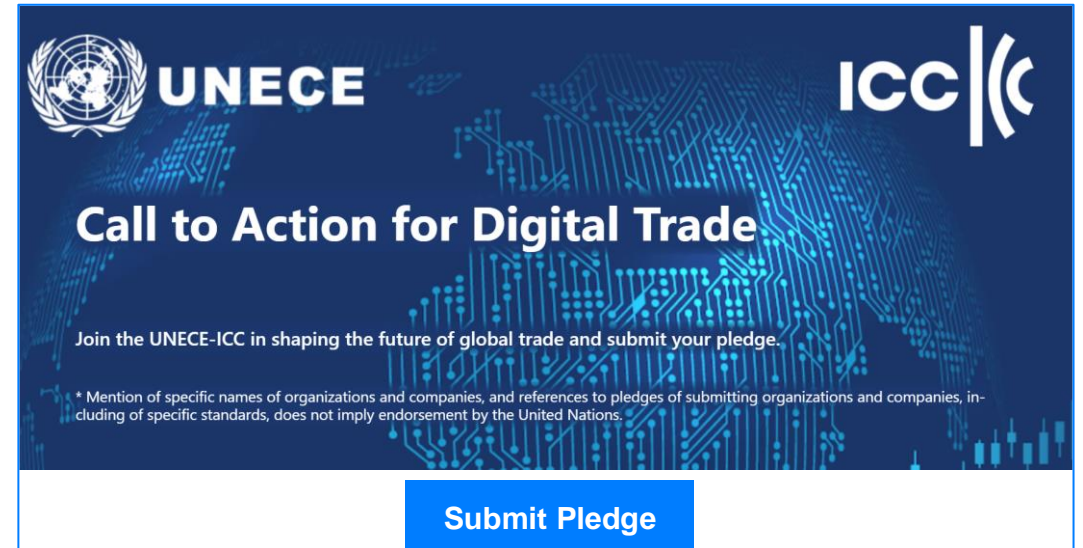 UNECE
ICC
Call to Action for Digital Trade
Join the UNECE-ICC in shaping the future of global trade and submit your pledge.
* Mention of specific names of organizations and companies, and references to pledges of submitting organizations and companies, in-
cluding of specific standards, does not imply endorsement by the United Nations.
Submit Pledge